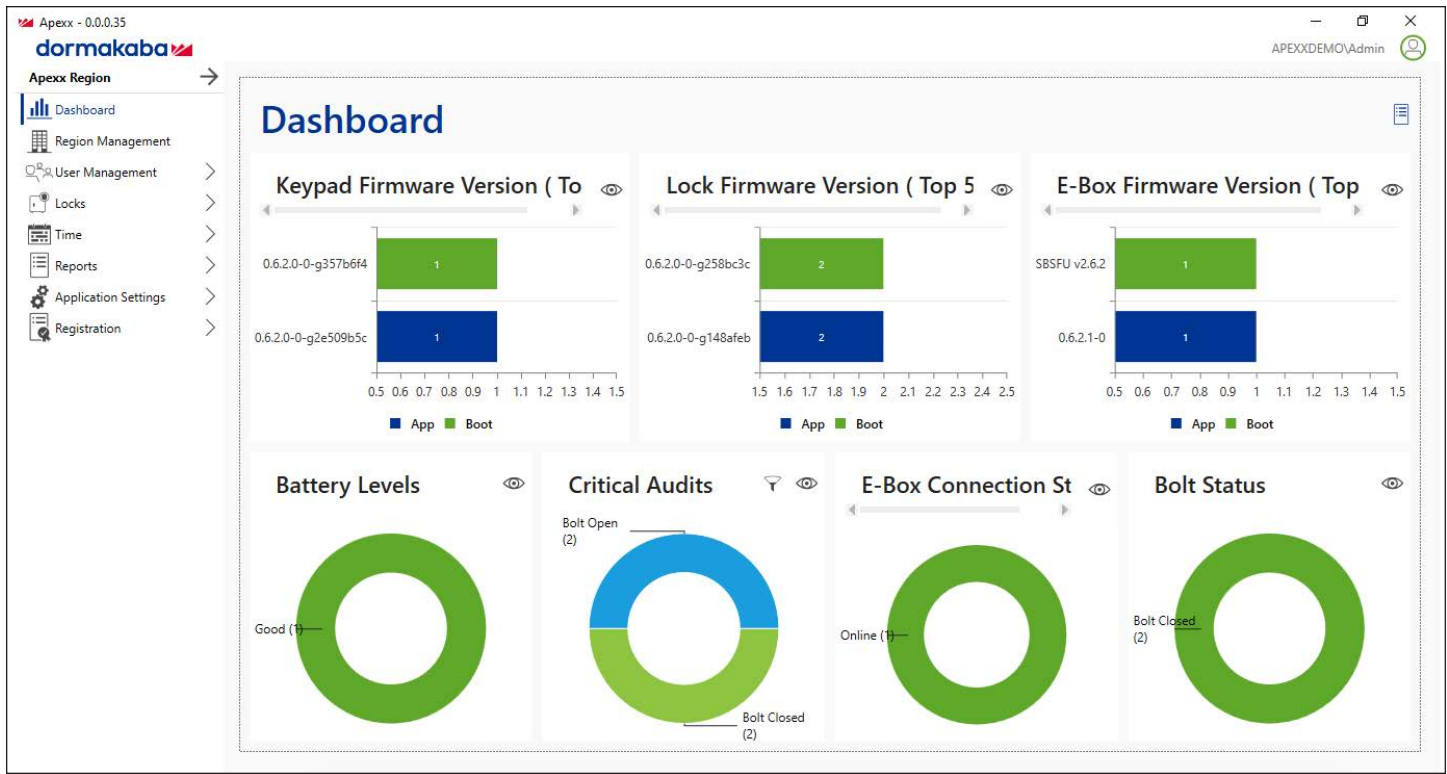 Apexx - 0.0.0.35
dormakaba
APEXXDEMO\Admin
Apexx Region
Dashboard
Region Management
User Management
Locks
Time
Reports
Application Settings
Registration
Dashboard
Keypad Firmware Version ( To
0.6.2.0-0-g357b6f4
1
0.6.2.0-0-g2e509b5c
1
0.5 0.6 0.7 0.8 0.9 1 1.1 1.2 1.3 1.4 1.5
App Boot
Lock Firmware Version ( Top 5
0.6.2.0-0-g258bc3c
2
0.6.2.0-0-g148afeb
2
1.5 1.6 1.7 1.8 1.9 2 2.1 2.2 2.3 2.4 2.5
App Boot
E-Box Firmware Version ( Top
SBSFU v2.6.2
1
0.6.2.1-0
1
0.5 0.6 0.7 0.8 0.9 1 1.1 1.2 1.3 1.4 1.5
App Boot
Battery Levels
Good (1)
Critical Audits
Bolt Open
(2)
Bolt Closed
(2)
E-Box Connection St
Online (1)
Bolt Status
Bolt Closed
(2)